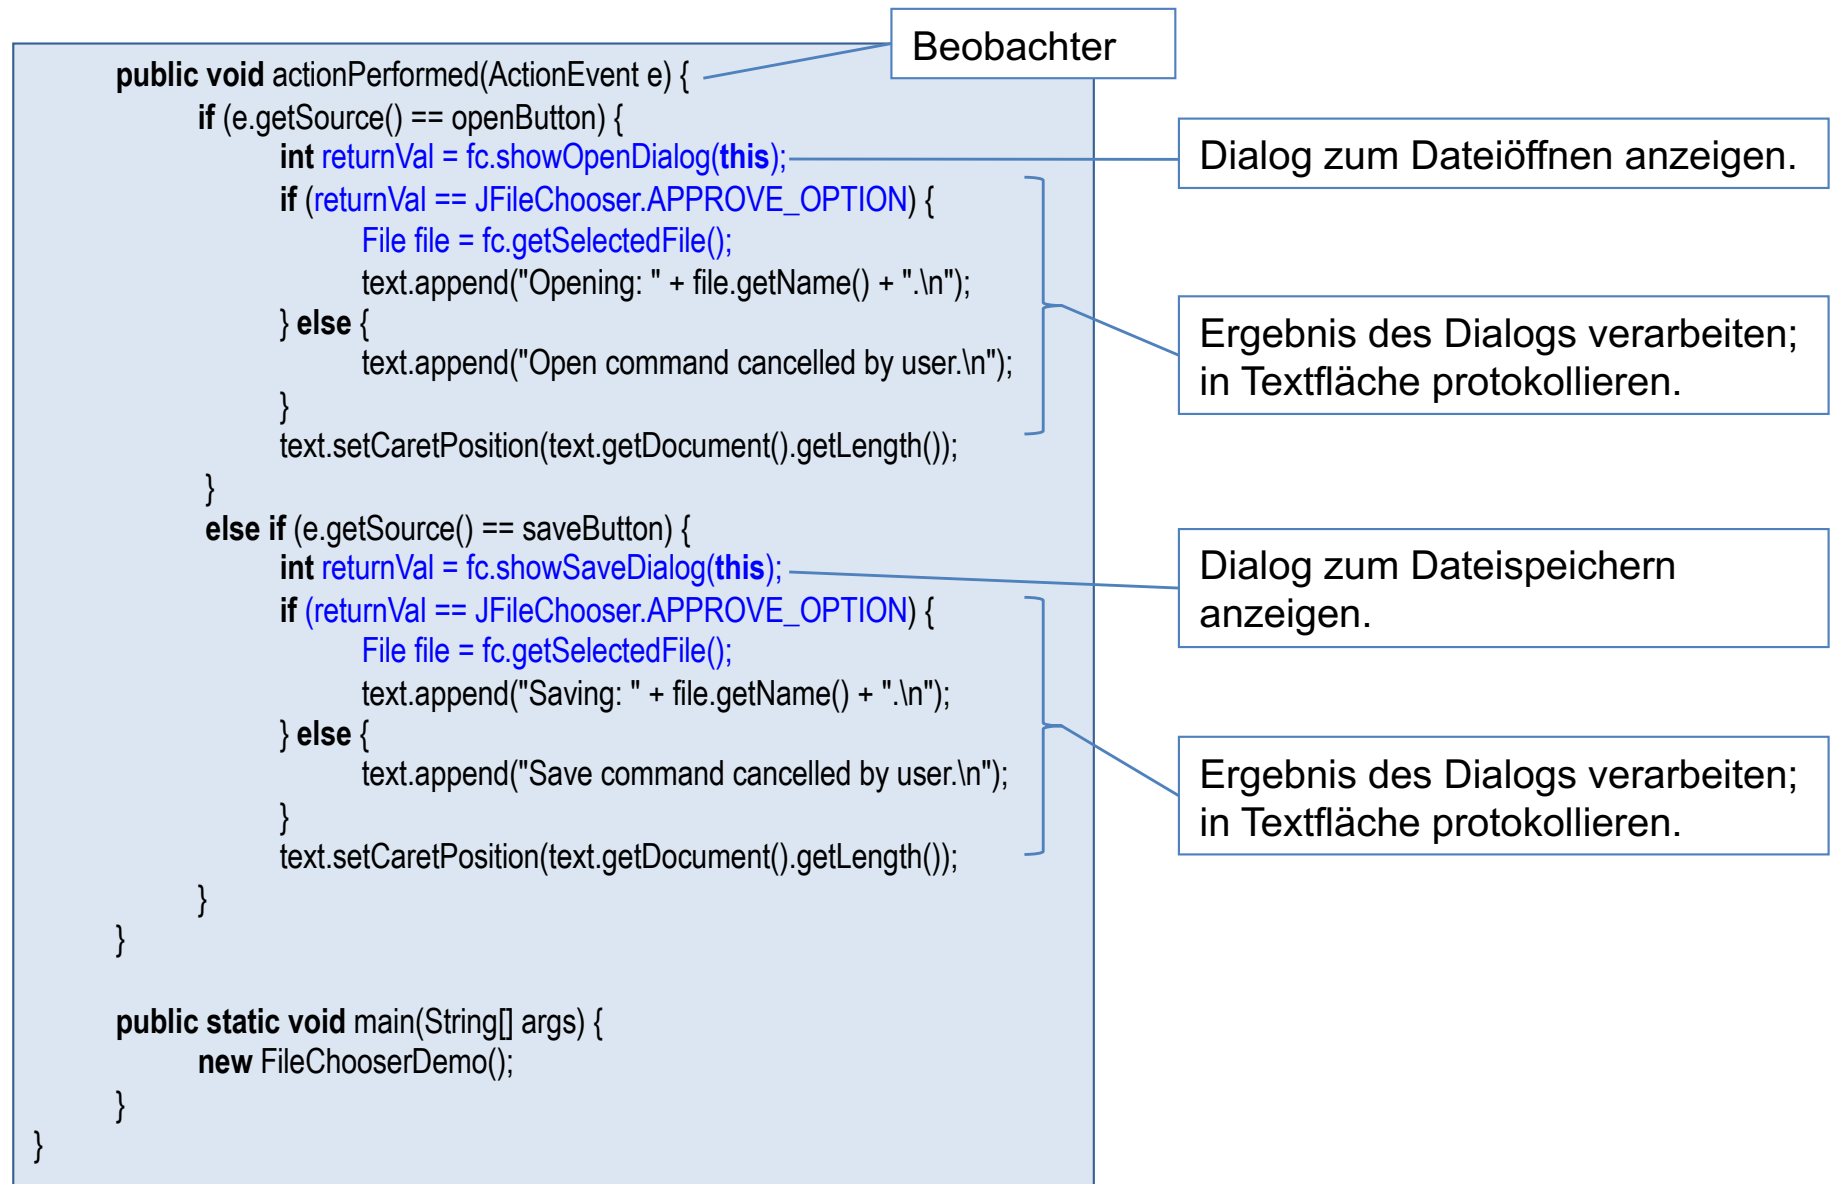 Beobachter
public void actionPerformed(ActionEvent e) {
if (e.getSource() == openButton) {
int returnVal = fc.showOpenDialog(this);
Dialog zum Dateiöffnen anzeigen.
if (returnVal == JFileChooser.APPROVE_OPTION) {
File file = fc.getSelectedFile();
text.append("Opening: " + file.getName() + ".\n");
} else {
text.append("Open command cancelled by user.\n");
}
text.setCaretPosition(text.getDocument().getLength());
Ergebnis des Dialogs verarbeiten;
in Textfläche protokollieren.
}
else if (e.getSource() == saveButton) {
int returnVal = fc.showSaveDialog(this);
Dialog zum Dateispeichern
anzeigen.
if (returnVal == JFileChooser.APPROVE_OPTION) {
File file = fc.getSelectedFile();
text.append("Saving: " + file.getName() + ".\n");
} else {
text.append("Save command cancelled by user.\n");
}
text.setCaretPosition(text.getDocument().getLength());
Ergebnis des Dialogs verarbeiten;
in Textfläche protokollieren.
}
}
public static void main(String[] args) {
new FileChooserDemo();
}
}